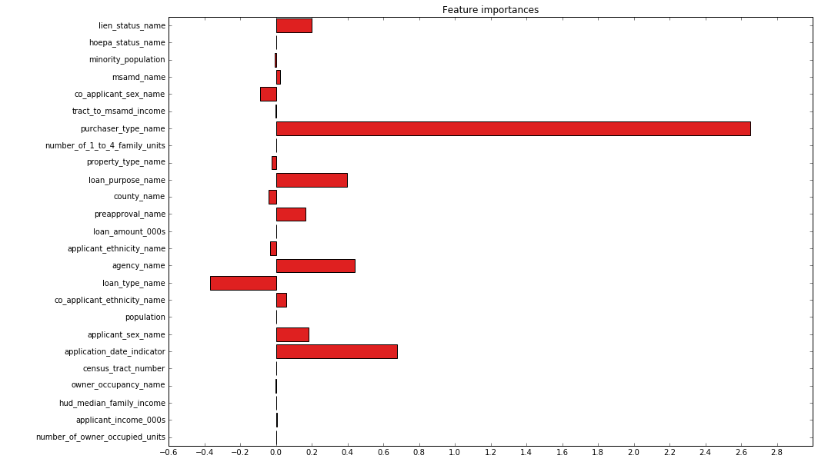 Feature importances
lien_status_name
hoepa_status_name
minority_population
msamd_name
co_applicant_sex_name
tract_to_msamd_income
purchaser_type_name
number_of_1_to_4_family_units
property_type_name
loan_purpose_name
county_name
preapproval_name
loan_amount_000s
applicant_ethnicity_name
agency_name
loan_type_name
co_applicant_ethnicity_name
population
applicant_sex_name
application_date_indicator
census_tract_number
owner_occupancy_name
hud_median_family_income
applicant_income_000s
number_of_owner_occupied_units
−0.6 −0.4 −0.2 0.0 0.2 0.4 0.6 0.8 1.0 1.2 1.4 1.6 1.8 2.0 2.2 2.4 2.6 2.8